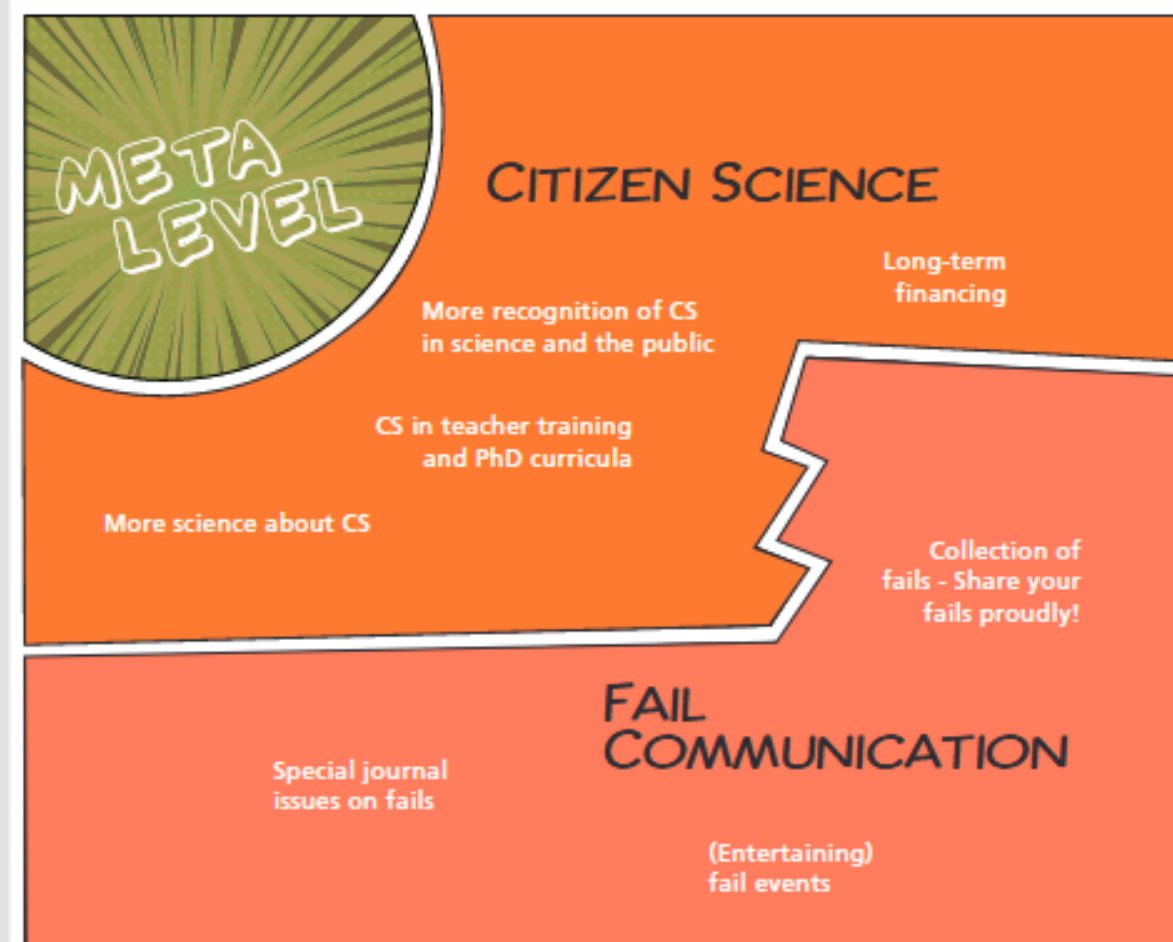 META
LEVEL
CITIZEN SCIENCE
Long-term
financing
More recognition of CS
in science and the public
CS in teacher training
and PhD curricula
More science about CS
Collection of
fails - Share your
fails proudly!
FAIL
COMMUNICATION
Special journal
issues on fails
(Entertaining)
fail events